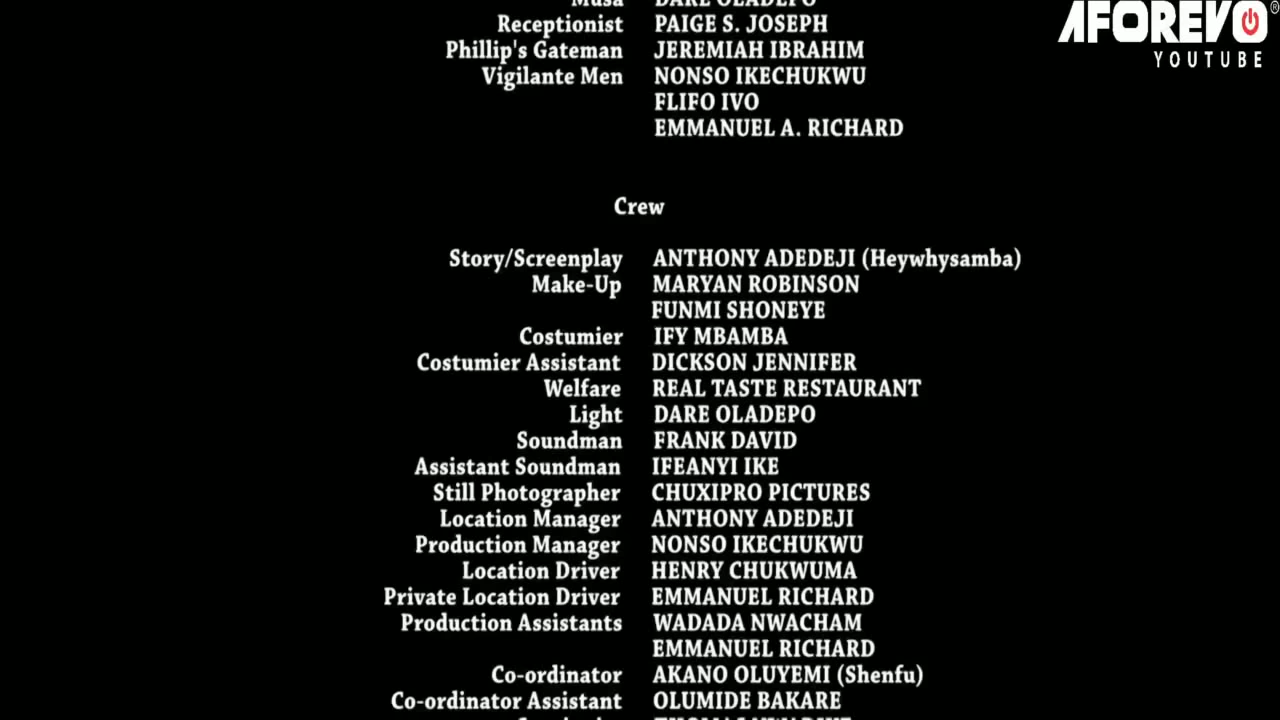 AFOREVO®
YOUTUBE
Musa DARE OLADEPO
Receptionist PAIGE S. JOSEPH
Phillip's Gateman JEREMIAH IBRAHIM
Vigilante Men NONSO IKECHUKWU
FLIFO IVO
EMMANUEL A. RICHARD
Crew
Story/Screenplay ANTHONY ADEDEJI (Heywhysamba)
Make-Up MARYAN ROBINSON
FUNMI SHONEYE
Costumier IFY MBAMBA
Costumier Assistant DICKSON JENNIFER
Welfare REAL TASTE RESTAURANT
Light DARE OLADEPO
Soundman FRANK DAVID
Assistant Soundman IFEANYI IKE
Still Photographer CHUXIPRO PICTURES
Location Manager ANTHONY ADEDEJI
Production Manager NONSO IKECHUKWU
Location Driver HENRY CHUKWUMA
Private Location Driver EMMANUEL RICHARD
Production Assistants WADADA NWACHAM
EMMANUEL RICHARD
Co-ordinator AKANO OLUYEMI (Shenfu)
Co-ordinator Assistant OLUMIDE BAKARE